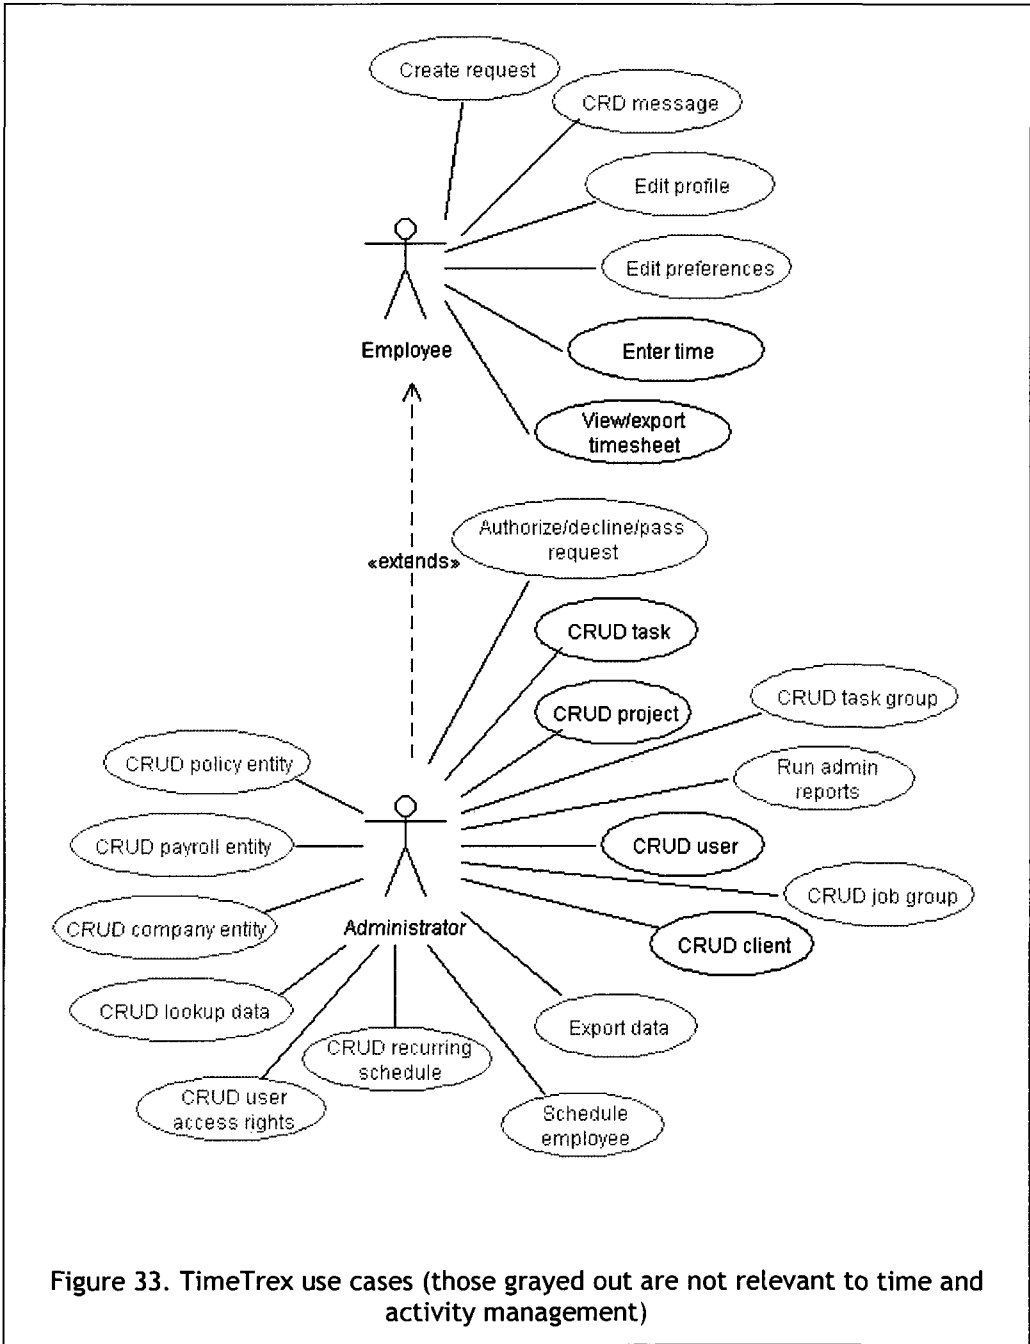 Create request
CRD message
Edit profile
Edit preferences
Enter time
Employee
View/export
timesheet
Authorize/decline/pass
request
«extends»
CRUD task
CRUD project
CRUD task group
CRUD policy entity
Run admin
reports
CRUD payroll entity
CRUD user
CRUD job group
CRUD company entity
Administrator
CRUD client
CRUD lookup data
Export data
CRUD recurring
schedule
CRUD user
access rights
Schedule
employee
Figure 33. TimeTrex use cases (those grayed out are not relevant to time and
activity management)